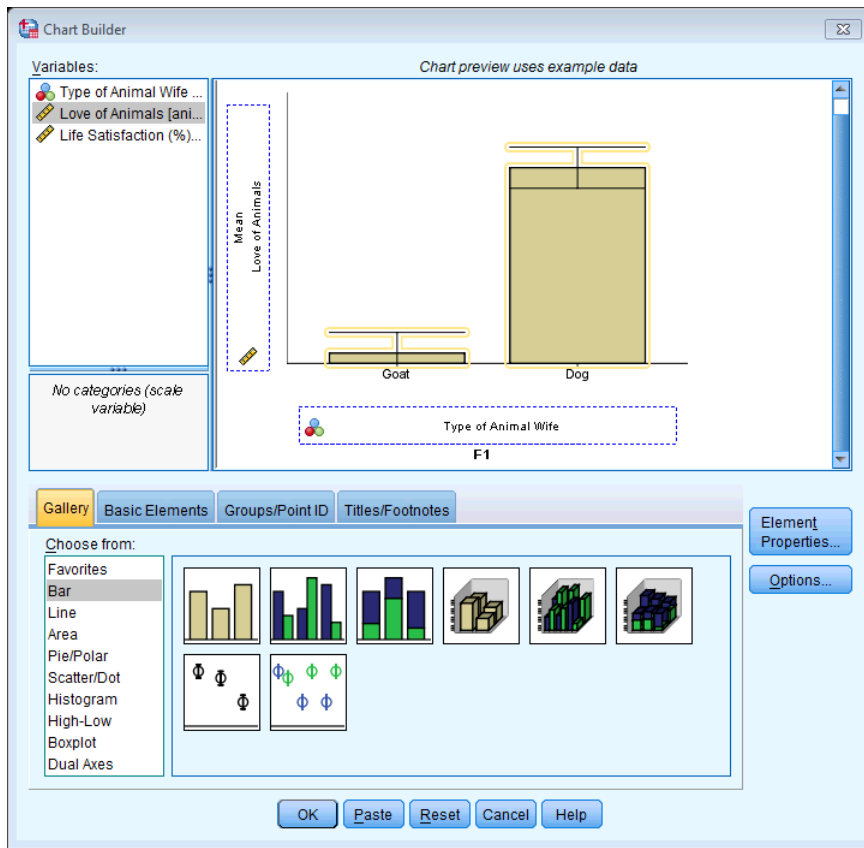 Chart Builder
Variables:
Chart preview uses example data
Type of Animal Wife ...
Love of Animals [ani...
Life Satisfaction (%)...
Mean
Love of Animals
Goat
Dog
No categories (scale
variable)
Type of Animal Wife
F1
Gallery
Basic Elements
Groups/Point ID
Titles/Footnotes
Element
Properties...
Choose from:
Options...
Favorites
Bar
Line
Area
Pie/Polar
Scatter/Dot
Histogram
High-Low
Boxplot
Dual Axes
OK
Paste
Reset
Cancel
Help